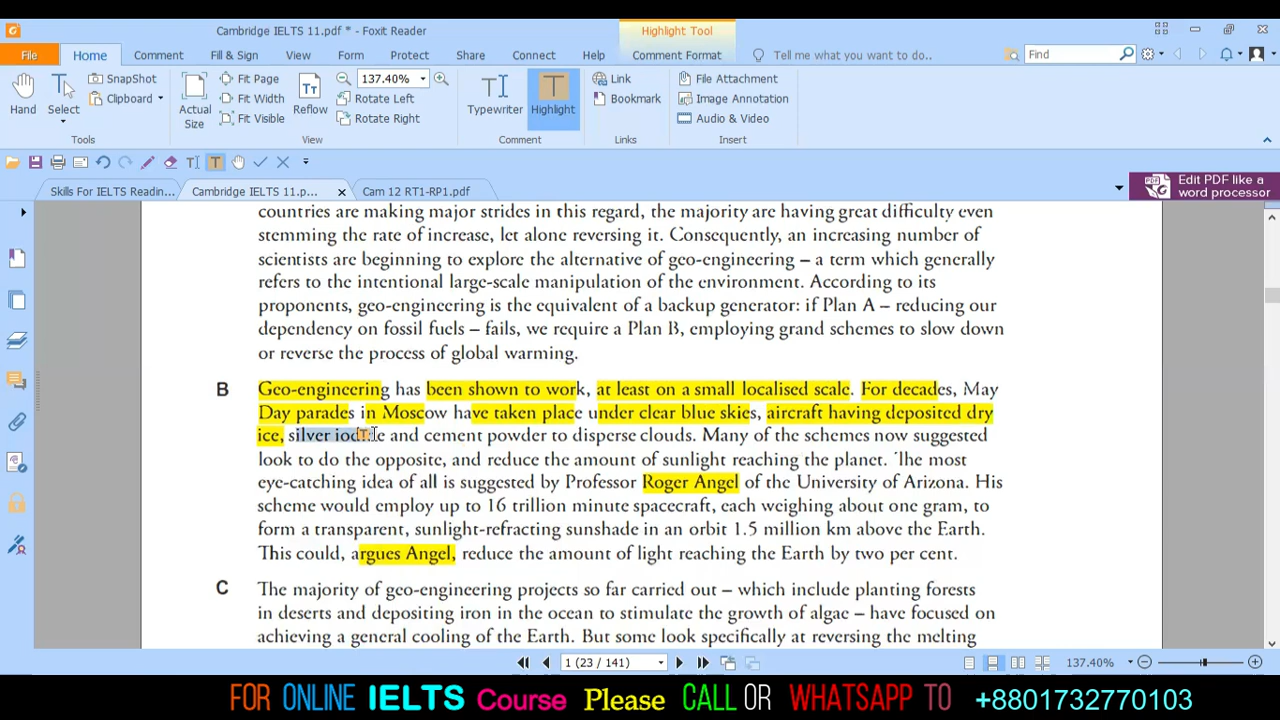 Cambridge IELTS 11.pdf * - Foxit Reader
Highlight Tool
File
Home
Comment
Fill & Sign
View
Form
Protect
Share
Connect
Help
Comment Format
Tell me what you want to do..
Find
Hand
Select
SnapShot
Clipboard
Tools
Actual Size
Fit Page
Fit Width
Fit Visible
Reflow
137.40%
Rotate Left
Rotate Right
View
Typewriter
Highlight
Comment
Link
Bookmark
Links
File Attachment
Image Annotation
Audio & Video
Insert
Skills For IELTS Readin...
Cambridge IELTS 11.p...
Cam 12 RT1-RP1.pdf
Edit PDF like a
word processor
countries are making major strides in this regard, the majority are having great difficulty even
stemming the rate of increase, let alone reversing it. Consequently, an increasing number of
scientists are beginning to explore the alternative of geo-engineering – a term which generally
refers to the intentional large-scale manipulation of the environment. According to its
proponents, geo-engineering is the equivalent of a backup generator: if Plan A – reducing our
dependency on fossil fuels – fails, we require a Plan B, employing grand schemes to slow down
or reverse the process of global warming.
B Geo-engineering has been shown to work, at least on a small localised scale. For decades, May
Day parades in Moscow have taken place under clear blue skies, aircraft having deposited dry
ice, silver iodide and cement powder to disperse clouds. Many of the schemes now suggested
look to do the opposite, and reduce the amount of sunlight reaching the planet. The most
eye-catching idea of all is suggested by Professor Roger Angel of the University of Arizona. His
scheme would employ up to 16 trillion minute spacecraft, each weighing about one gram, to
form a transparent, sunlight-refracting sunshade in an orbit 1.5 million km above the Earth.
This could, argues Angel, reduce the amount of light reaching the Earth by two per cent.
C The majority of geo-engineering projects so far carried out – which include planting forests
in deserts and depositing iron in the ocean to stimulate the growth of algae – have focused on
achieving a general cooling of the Earth. But some look specifically at reversing the melting
1 (23 / 141)
137.40%
FOR ONLINE IELTS Course Please CALL OR WHATSAPP TO +8801732770103